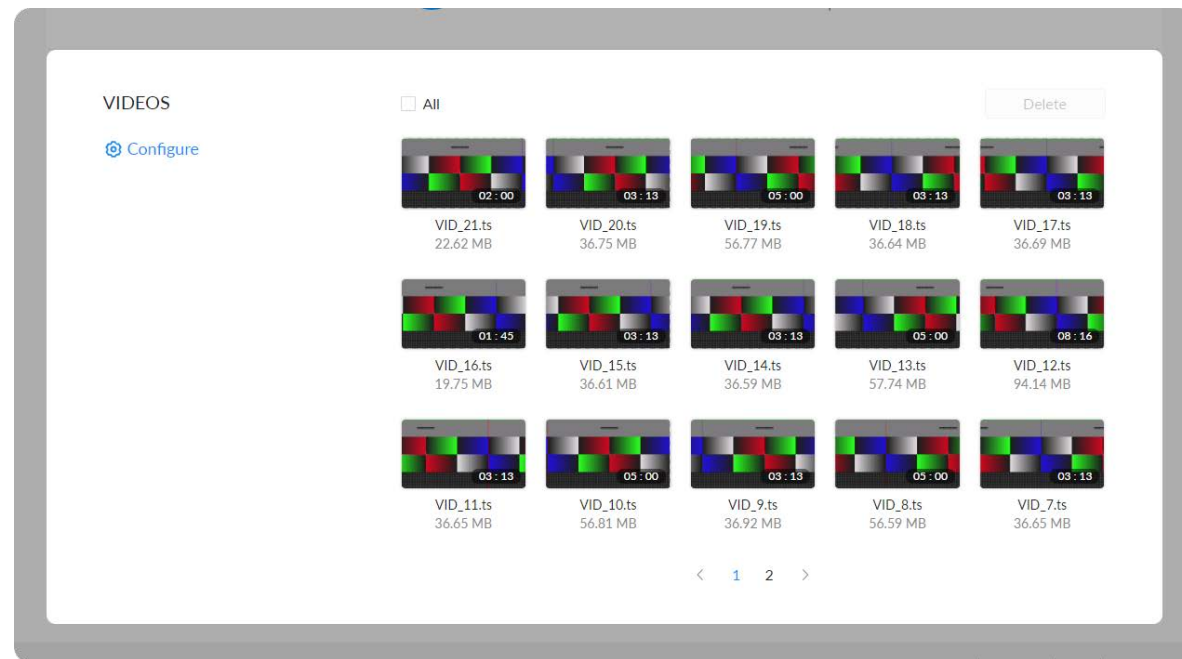 VIDEOS
All
Delete
Configure
02 : 00
03 : 13
05 : 00
03 : 13
03 : 13
VID_21.ts
VID_20.ts
VID_19.ts
VID_18.ts
VID_17.ts
22.62 MB
36.75 MB
56.77 MB
36.64 MB
36.69 MB
01 : 45
03 : 13
03 : 13
05 : 00
08 : 16
VID_16.ts
VID_15.ts
VID_14.ts
VID_13.ts
VID_12.ts
19.75 MB
36.61 MB
36.59 MB
57.74 MB
94.14 MB
03 : 13
05 : 00
03 : 13
05 : 00
03 : 13
VID_11.ts
VID_10.ts
VID_9.ts
VID_8.ts
VID_7.ts
36.65 MB
56.81 MB
36.92 MB
56.59 MB
36.65 MB
< 1 2 >